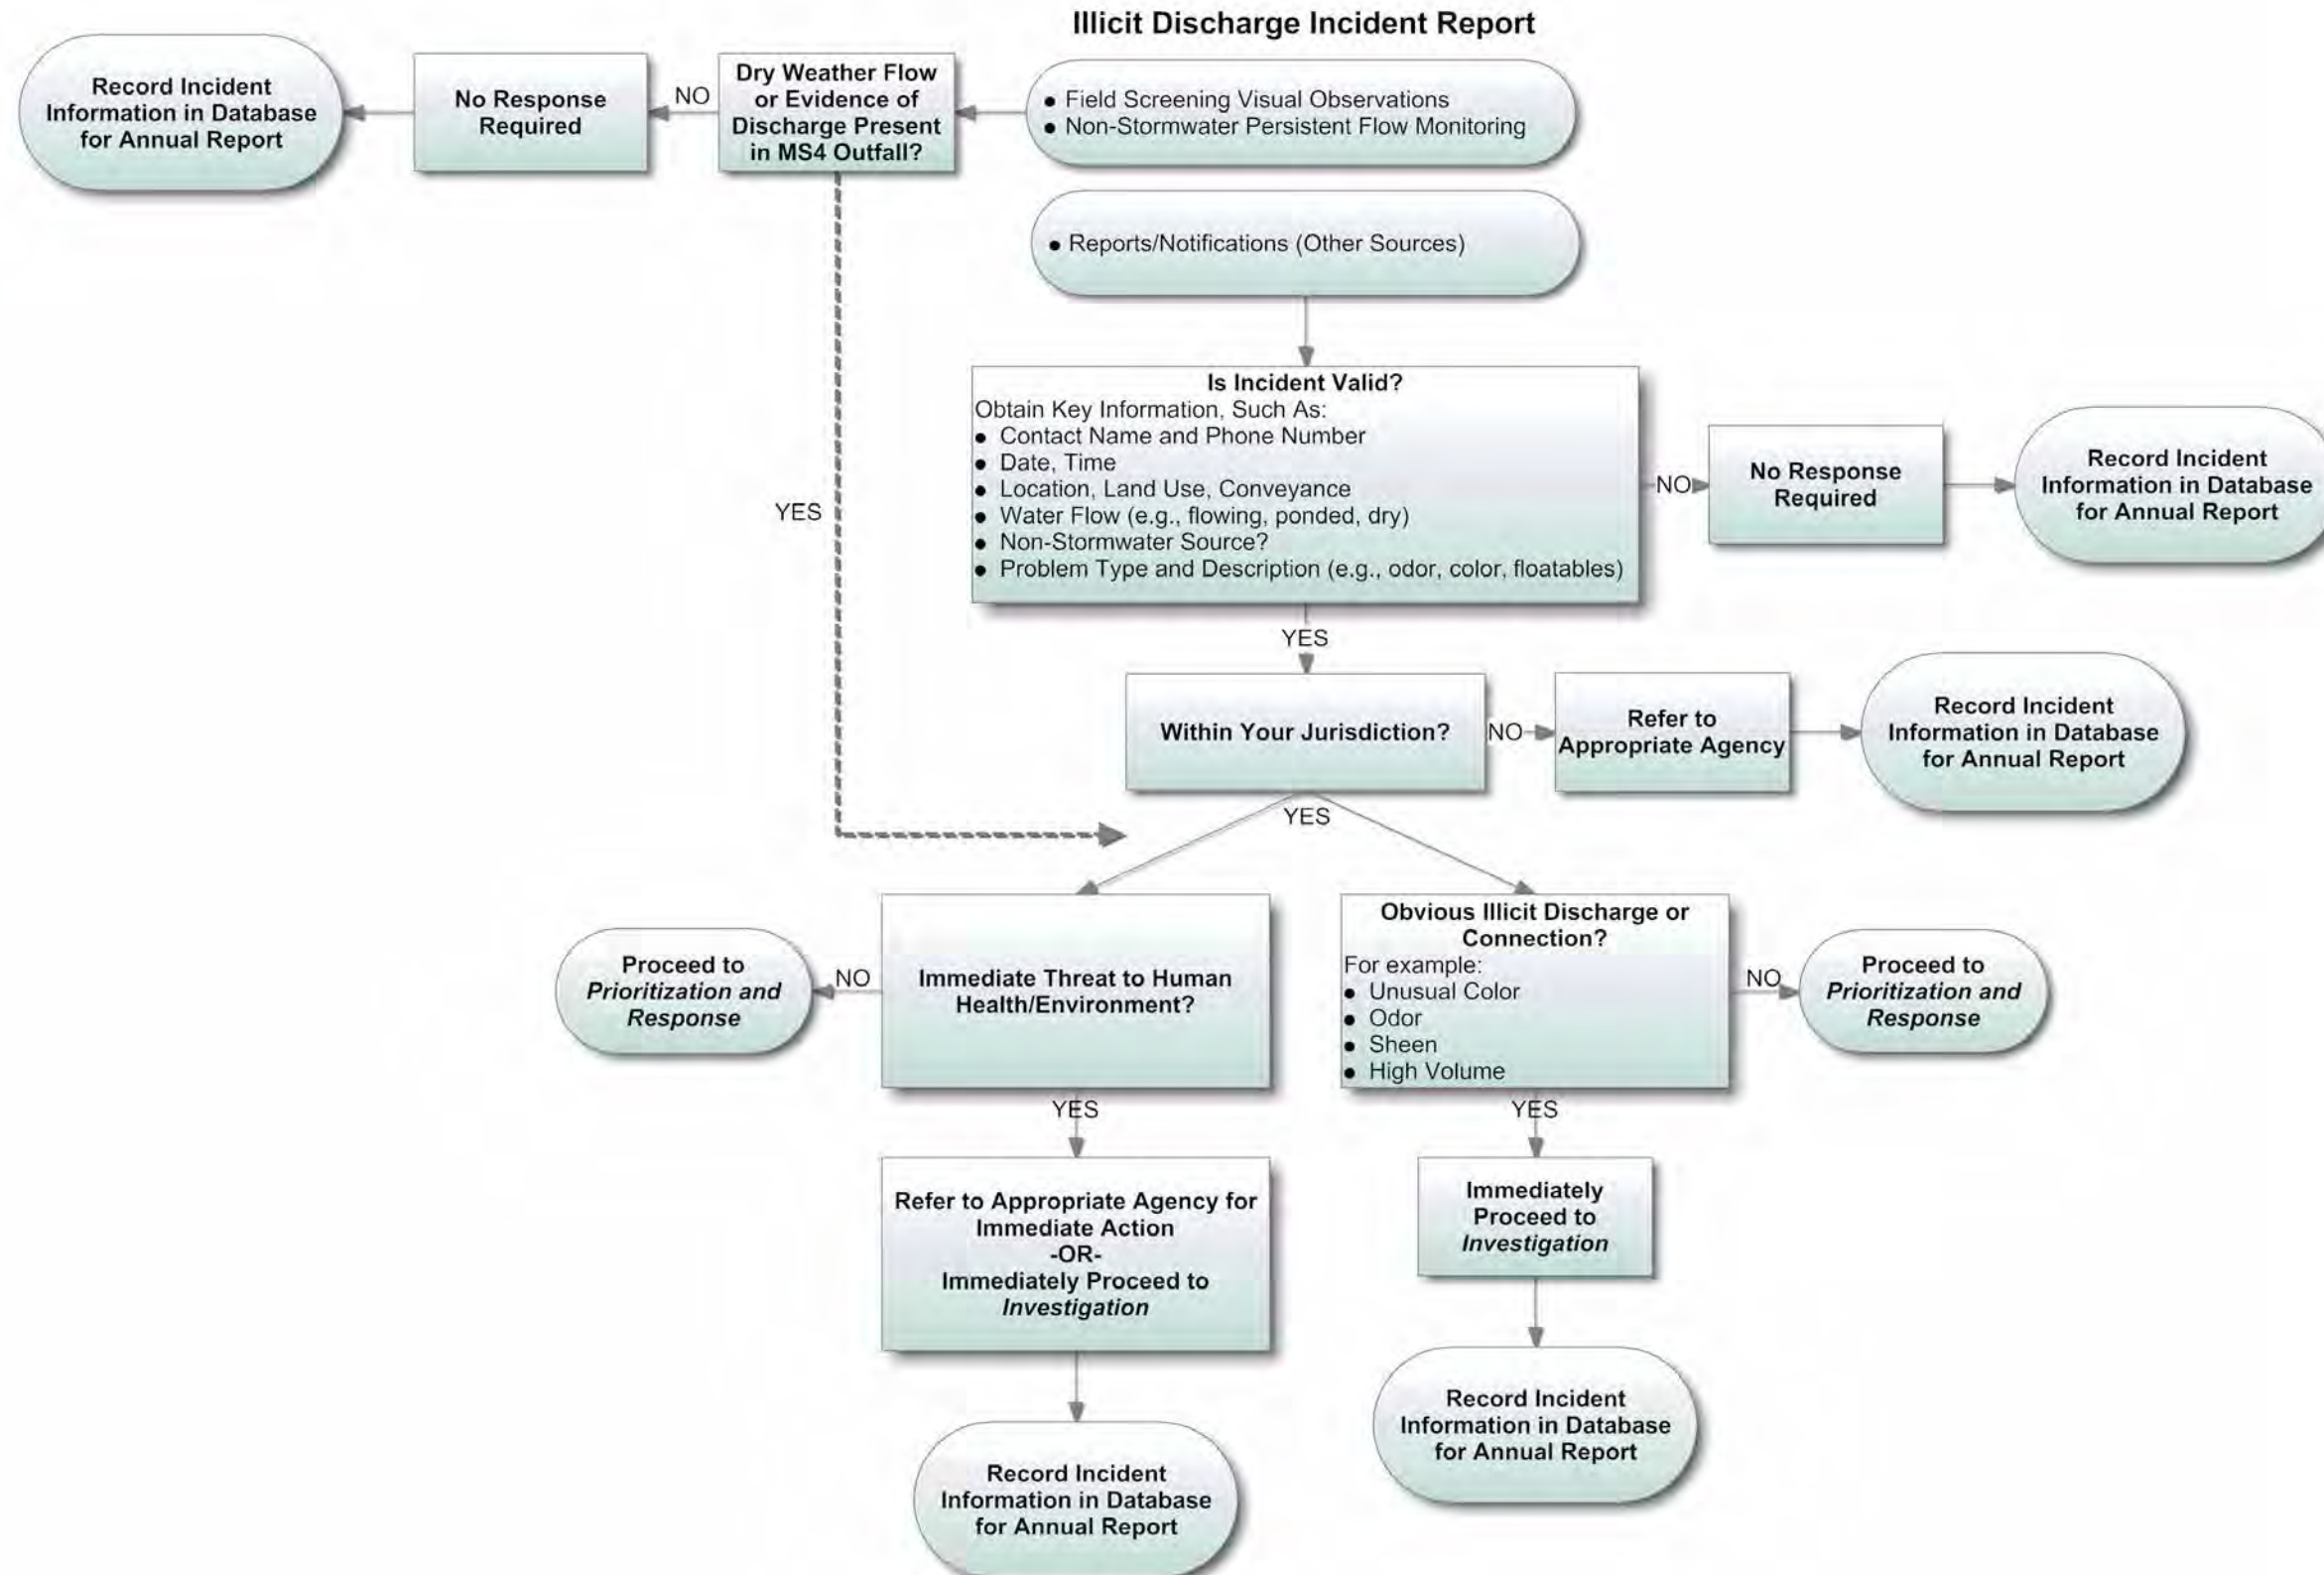 Illicit Discharge Incident Report
Record Incident
Information in Database
for Annual Report
No Response
Required
NO
Dry Weather Flow
or Evidence of
Discharge Present
in MS4 Outfall?
● Field Screening Visual Observations
● Non-Stormwater Persistent Flow Monitoring
● Reports/Notifications (Other Sources)
YES
Is Incident Valid?
Obtain Key Information, Such As:
● Contact Name and Phone Number
● Date, Time
● Location, Land Use, Conveyance
● Water Flow (e.g., flowing, ponded, dry)
● Non-Stormwater Source?
● Problem Type and Description (e.g., odor, color, floatables)
NO
No Response
Required
Record Incident
Information in Database
for Annual Report
YES
Within Your Jurisdiction?
NO
Refer to
Appropriate Agency
Record Incident
Information in Database
for Annual Report
YES
Proceed to
Prioritization and
Response
NO
Immediate Threat to Human
Health/Environment?
Obvious Illicit Discharge or
Connection?
For example:
● Unusual Color
● Odor
● Sheen
● High Volume
NO
Proceed to
Prioritization and
Response
YES
YES
Refer to Appropriate Agency for
Immediate Action
-OR-
Immediately Proceed to
Investigation
Immediately
Proceed to
Investigation
Record Incident
Information in Database
for Annual Report
Record Incident
Information in Database
for Annual Report